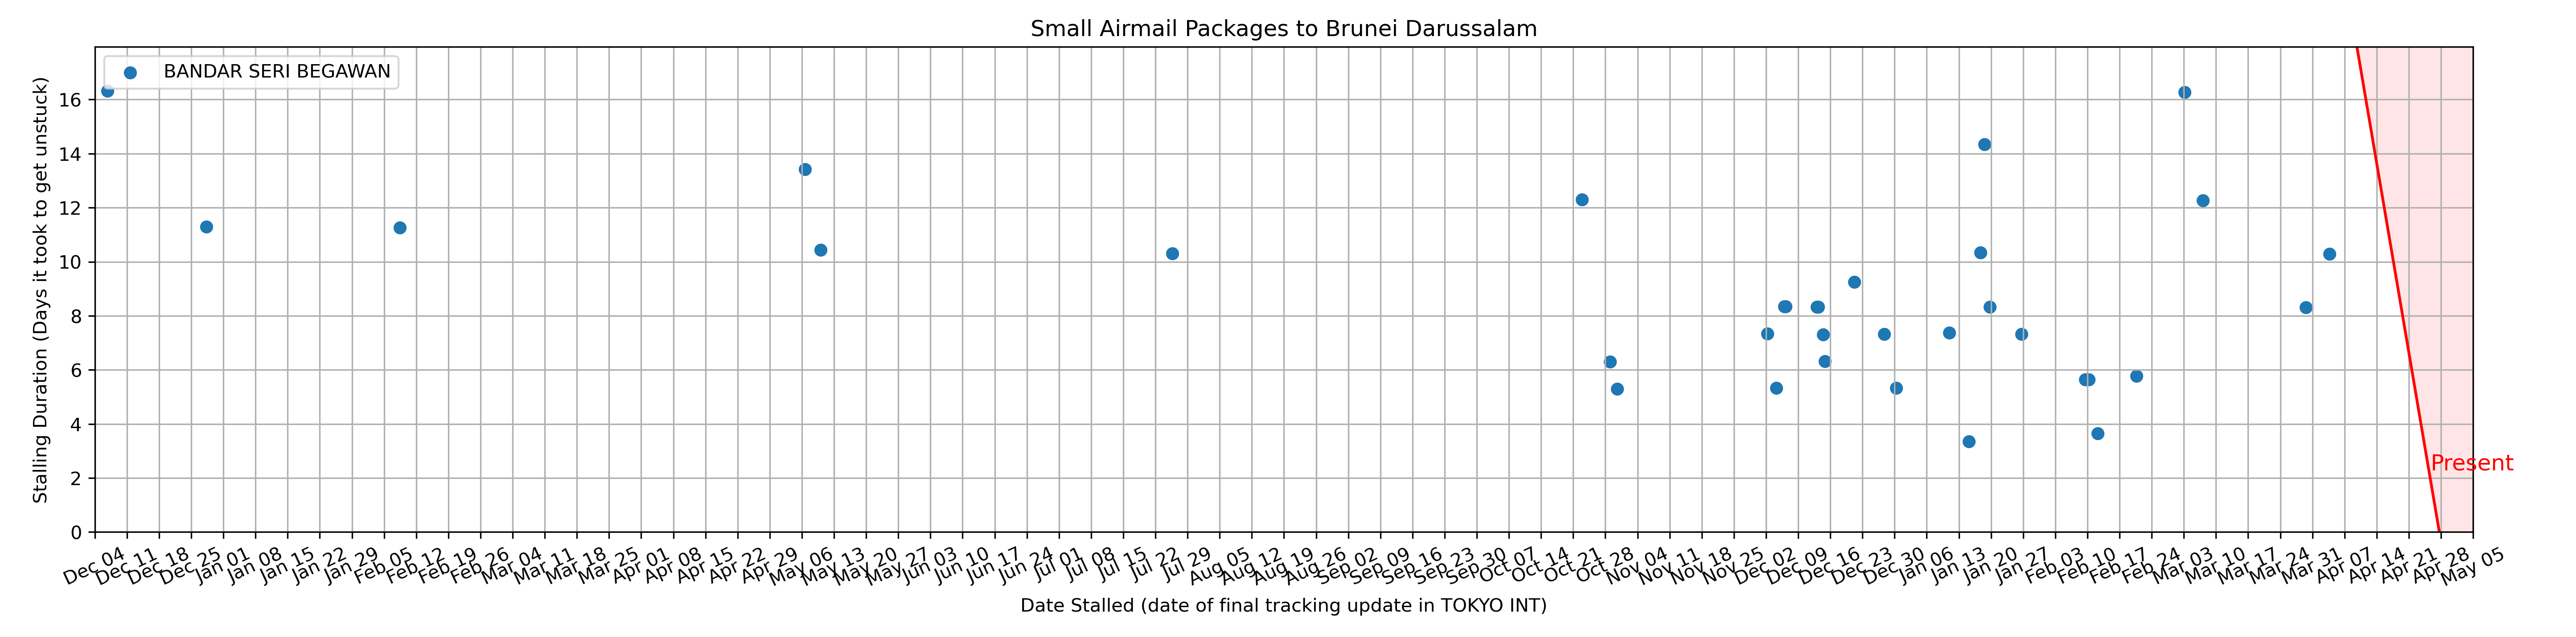 Small Airmail Packages to Brunei Darussalam
BANDAR SERI BEGAWAN
Stalling Duration (Days it took to get unstuck)
16
14
12
10
8
6
4
2
0
Present
Dec 04
Dec 11
Dec 18
Dec 25
Jan 01
Jan 08
Jan 15
Jan 22
Jan 29
Feb 05
Feb 12
Feb 19
Feb 26
Mar 04
Mar 11
Mar 18
Mar 25
Apr 01
Apr 08
Apr 15
Apr 22
Apr 29
May 06
May 13
May 20
May 27
Jun 03
Jun 10
Jun 17
Jun 24
Jul 01
Jul 08
Jul 15
Jul 22
Jul 29
Aug 05
Aug 12
Aug 19
Aug 26
Sep 02
Sep 09
Sep 16
Sep 23
Sep 30
Oct 07
Oct 14
Oct 21
Oct 28
Nov 04
Nov 11
Nov 18
Nov 25
Dec 02
Dec 09
Dec 16
Dec 23
Dec 30
Jan 06
Jan 13
Jan 20
Jan 27
Feb 03
Feb 10
Feb 17
Feb 24
Mar 03
Mar 10
Mar 17
Mar 24
Mar 31
Apr 07
Apr 14
Apr 21
Apr 28
May 05
Date Stalled (date of final tracking update in TOKYO INT)